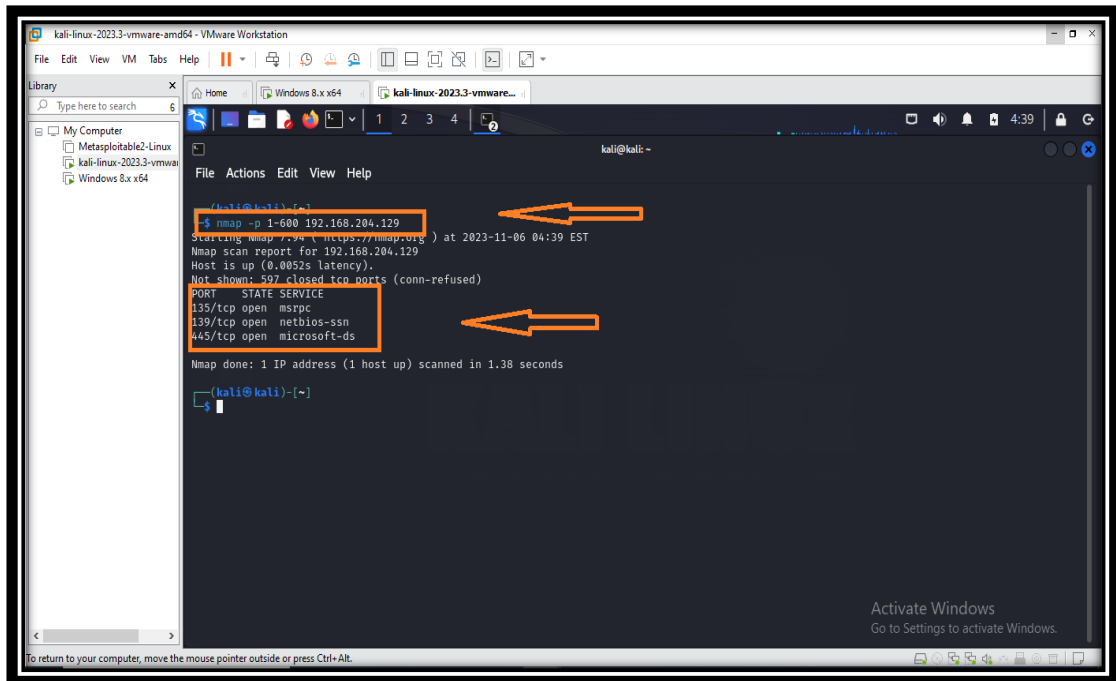 kali-linux-2023.3-vmware-amd64 - VMware Workstation
File Edit View VM Tabs Help
Library
Type here to search
My Computer
Metasploitable2-Linux
kali-linux-2023.3-vmwar
Windows 8.x x64
Home
Windows 8.x x64
kali-linux-2023.3-vmware...
1 2 3 4
2
4:39
kali@kali: ~
File Actions Edit View Help
(kali㉿kali)-[~]
$ nmap -p 1-600 192.168.204.129
Starting Nmap 7.94 ( https://nmap.org ) at 2023-11-06 04:39 EST
Nmap scan report for 192.168.204.129
Host is up (0.0052s latency).
Not shown: 597 closed tcp ports (conn-refused)
PORT STATE SERVICE
135/tcp open msrpc
139/tcp open netbios-ssn
445/tcp open microsoft-ds
Nmap done: 1 IP address (1 host up) scanned in 1.38 seconds
(kali㉿kali)-[~]
$
Activate Windows
Go to Settings to activate Windows.
To return to your computer, move the mouse pointer outside or press Ctrl+Alt.